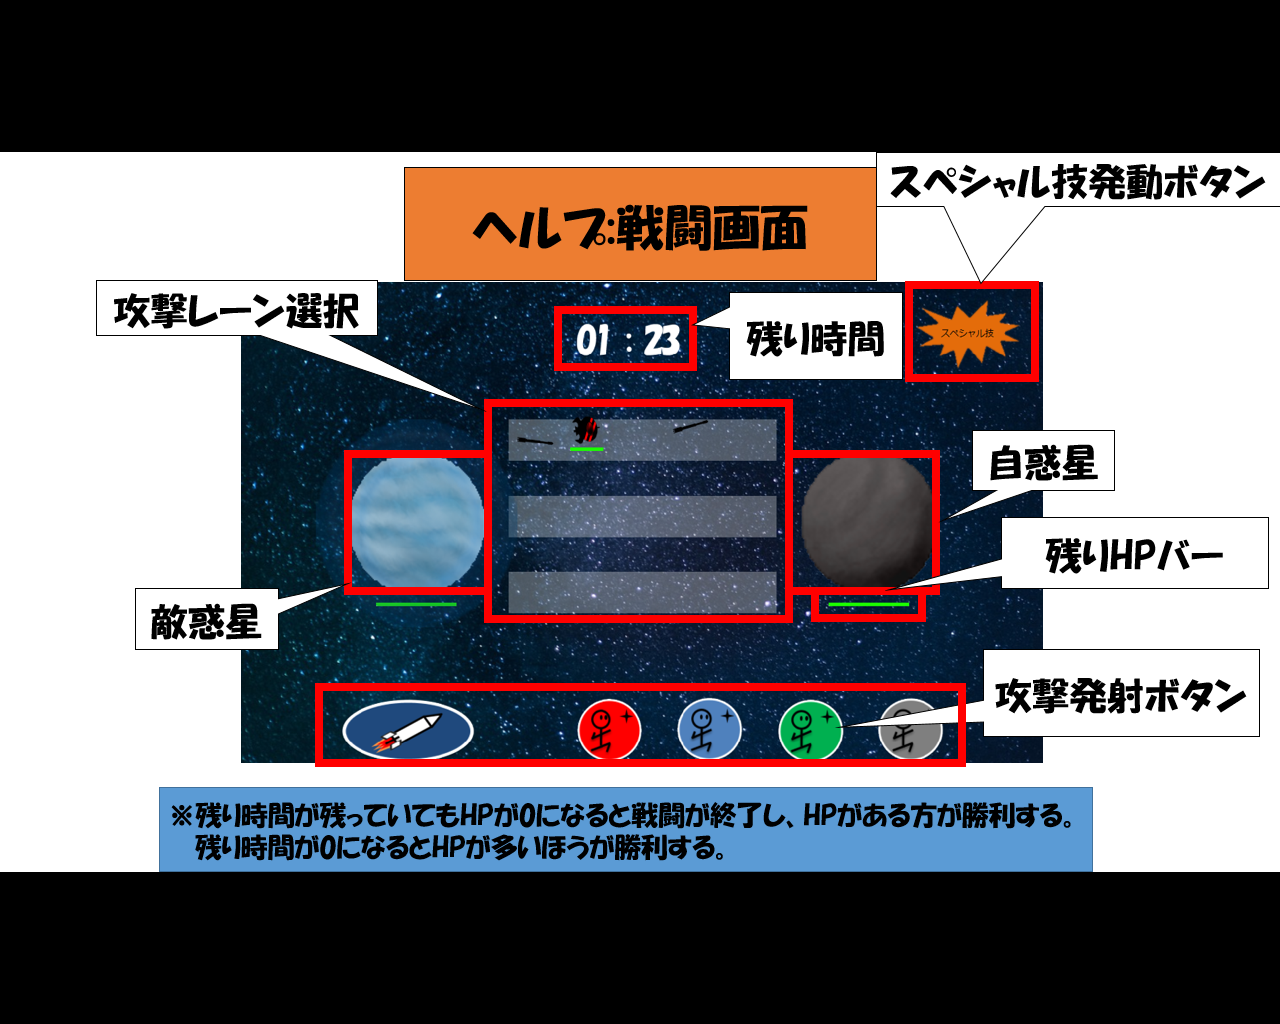 スペシャル技発動ボタン
ヘルプ:戦闘画面
攻撃レーン選択
01 : 23
残り時間
スペシャル技
自惑星
残りHPバー
敵惑星
攻撃発射ボタン
※残り時間が残っていてもHPが0になると戦闘が終了し、HPがある方が勝利する。
残り時間が0になるとHPが多いほうが勝利する。